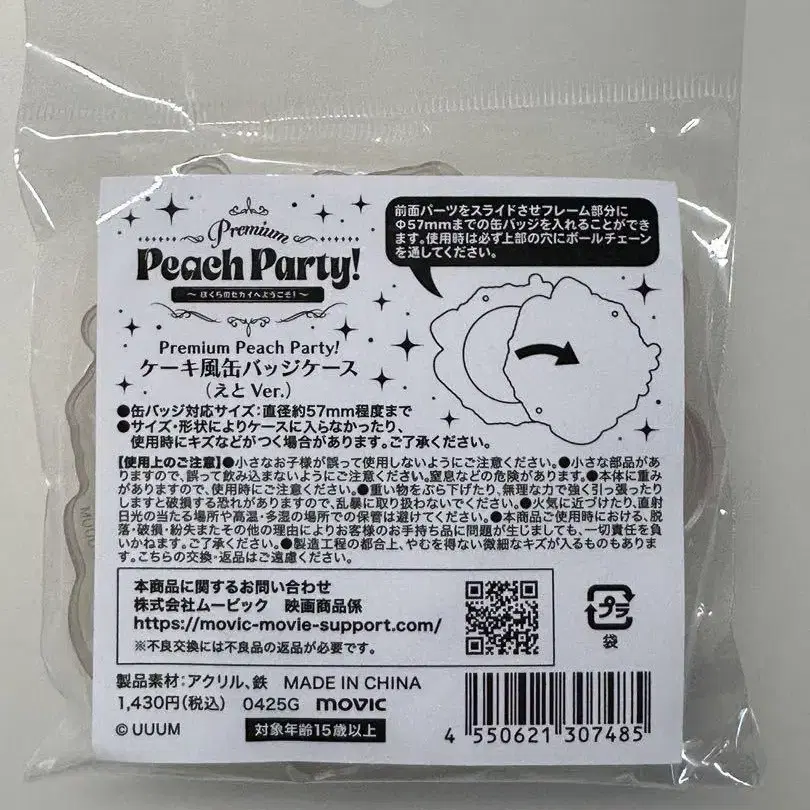 Premium
Peach Party!
～ぼくらのセカイへようこそ！～
前面パーツをスライドさせフレーム部分に
Φ57mmまでの缶バッジを入れることができ
ます。使用時は必ず上部の穴にボールチェーン
を通してください。
Premium Peach Party!
ケーキ風缶バッジケース
（えと Ver.）
●缶バッジ対応サイズ：直径約57mm程度まで
●サイズ・形状によりケースに入らなかったり、
使用時にキズなどがつく場合があります。ご了承ください。
【使用上のご注意】●小さなお子様が誤って使用しないようにご注意ください。●小さな部品があ
りますので、誤って飲み込まないようにご注意ください。窒息などの危険があります。●本体に重み
がありますので、使用時にご注意ください。●重い物をぶら下げたり、無理な力で強く引っ張ったり
しますと破損する恐れがありますので、乱暴に取り扱わないでください。●火気に近づけたり、直射
日光の当たる場所や高温・多湿の場所での保管は避けてください。●本商品ご使用時における、脱
落・破損・紛失またその他の理由によりお客様のお手持ち品に問題が生じましても、一切責任を負
いかねます。ご了承ください。●製造工程の都合上、やむを得ない微細なキズが入るものもありま
す。こちらの交換・返品はご遠慮ください。
本商品に関するお問い合わせ
株式会社ムービック 映画商品係
https://movic-movie-support.com/
※不良交換には不良品の返品が必要です。
プラ
袋
製品素材：アクリル、鉄 MADE IN CHINA
1,430円（税込） 0425G movic
© UUUM 対象年齢15歳以上
4 550621 307485